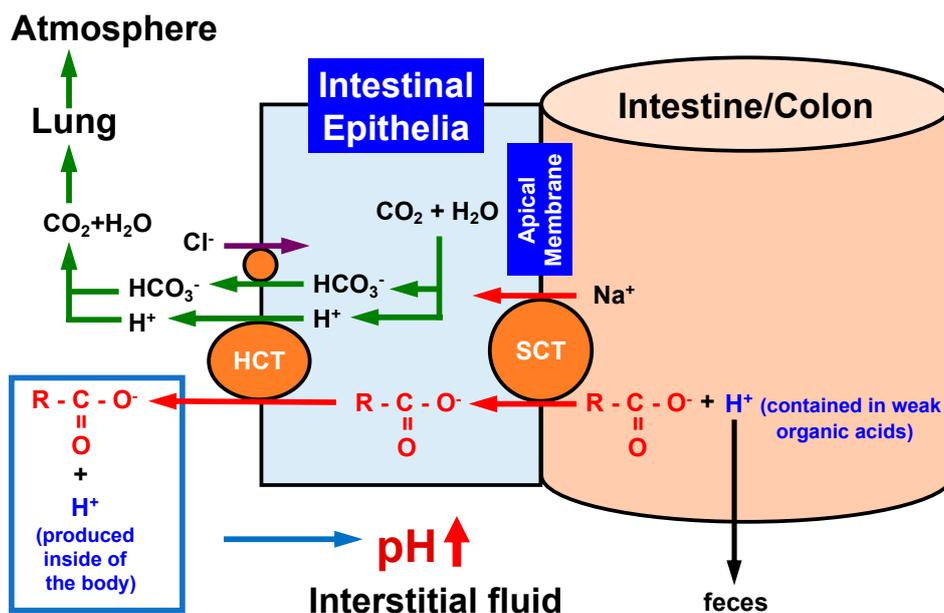 Atmosphere
Lung
CO₂+H₂O
Intestinal
Epithelia
Intestine/Colon
Apical
Membrane
CO₂ + H₂O
Cl⁻
HCO₃⁻
HCO₃⁻
Na⁺
H⁺
H⁺
HCT
SCT
R - C - O⁻
=
O
+
H⁺
(produced
inside of
the body)
R - C - O⁻
=
O
R - C - O⁻ + H⁺ (contained in weak
organic acids)
=
O
pH
Interstitial fluid
feces